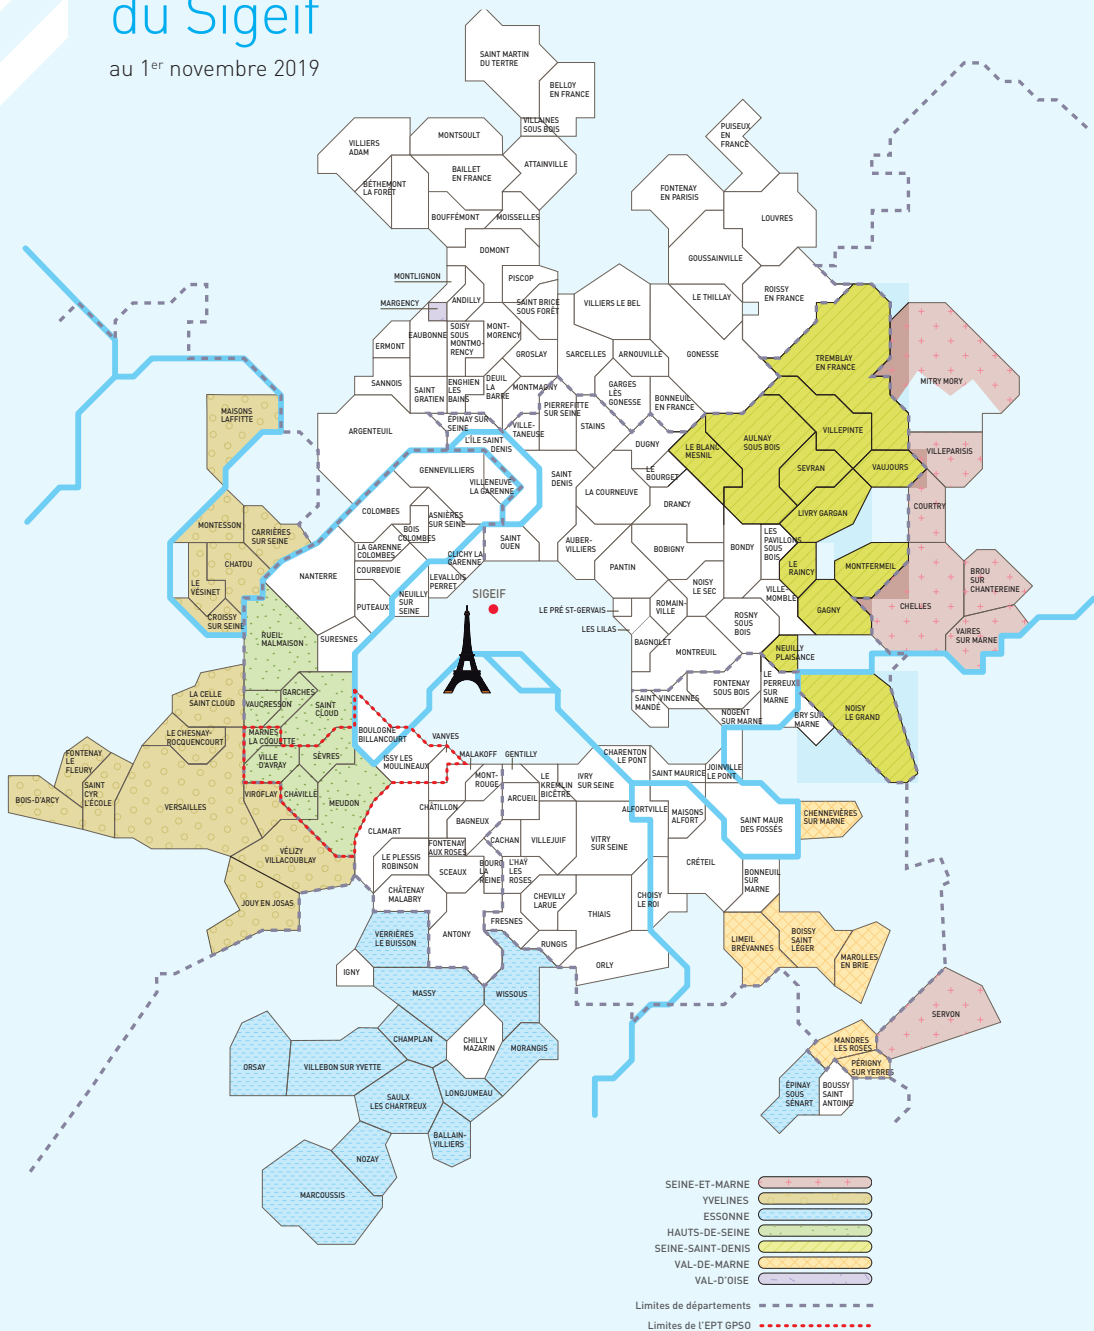 du Sigeif
au 1er novembre 2019
SAINT MARTIN
DU TERTRE
BELLOY
EN FRANCE
VILLAINES
SOUS BOIS
MONTSOULT
VILLIERS
ADAM
ATTAINVILLE
BAILLET
EN FRANCE
BÉTHEMONT
LA FORÊT
BOUFFÉMONT
MOISSELLES
PUISEUX
EN
FRANCE
FONTENAY
EN PARISIS
LOUVRES
DOMONT
GOUSSAINVILLE
MONTLIGNON
PISCOP
MARGENCY
ANDILLY
SAINT BRICE
SOUS FORÊT
VILLIERS LE BEL
LE THILLAY
ROISSY
EN FRANCE
EAUBONNE
SOISY
SOUS
MONTMO-
RENCY
MONT-
MORENCY
ERMONT
GROSLAY
SARCELLES
ARNOUVILLE
GONESSE
TREMBLAY
EN FRANCE
MITRY MORY
SANNOIS
SAINT
GRATIEN
ENGHIEN
LES
BAINS
DEUIL
LA
BARRE
MONTMAGNY
GARGES
LÈS
GONESSE
BONNEUIL
EN FRANCE
MAISONS
LAFFITTE
ARGENTEUIL
ÉPINAY SUR
SEINE
VILLE-
TANEUSE
PIERREFITTE
SUR SEINE
STAINS
L'ÎLE SAINT
DENIS
DUGNY
LE BLANC
MESNIL
AULNAY
SOUS BOIS
VILLEPINTE
VILLEPARISIS
GENNEVILLIERS
VILLENEUVE
LA GARENNE
SAINT
DENIS
LE
BOURGET
SEVRAN
VAUJOURS
LA COURNEUVE
DRANCY
COURTRY
LIVRY GARGAN
COLOMBES
ASNIÈRES
SUR SEINE
BOIS
COLOMBES
MONTESSON
CARRIÈRES
SUR SEINE
SAINT
OUEN
AUBER-
VILLIERS
BOBIGNY
BONDY
LES
PAVILLONS
SOUS
BOIS
LA GARENNE
COLOMBES
CLICHY LA
GARENNE
CHATOU
COURBEVOIE
NANTERRE
LEVALLOIS
PERRET
PANTIN
LE
RAINCY
MONTFERMEIL
BROU
SUR
CHANTEREINE
LE
VÉSINET
NEUILLY
SUR
SEINE
PUTEAUX
SIGEIF
NOISY
LE SEC
VILLE-
MOMBLE
ROMAIN-
VILLE
LE PRÉ ST-GERVAIS
GAGNY
CHELLES
CROISSY
SUR SEINE
ROSNY
SOUS
BOIS
LES LILAS
RUEIL
MALMAISON
SURESNES
BAGNOLET
VAIRES
SUR MARNE
MONTREUIL
NEUILLY
PLAISANCE
LA CELLE
SAINT CLOUD
GARCHES
VAUCRESSON
SAINT
CLOUD
SAINT
MANDÉ
VINCENNES
FONTENAY
SOUS BOIS
LE
PERREUX
SUR
MARNE
NOISY
LE GRAND
NOGENT
SUR MARNE
BRY SUR
MARNE
LE CHESNAY-
ROCQUENCOURT
MARNES
LA COQUETTE
BOULOGNE
BILLANCOURT
VANVES
FONTENAY
LE
FLEURY
VILLE
D'AVRAY
SÈVRES
ISSY LES
MOULINEAUX
MALAKOFF
GENTILLY
CHARENTON
LE PONT
SAINT MAURICE
JOINVILLE
LE PONT
MONT-
ROUGE
LE
KREMLIN
BICÊTRE
IVRY
SUR SEINE
SAINT
CYR
L'ÉCOLE
BOIS-D'ARCY
VERSAILLES
VIROFLAY
CHAVILLE
MEUDON
CHÂTILLON
ARCUEIL
ALFORTVILLE
MAISONS
ALFORT
SAINT MAUR
DES FOSSÉS
CHENNEVIÈRES
SUR MARNE
BAGNEUX
CLAMART
CACHAN
VILLEJUIF
VITRY
SUR SEINE
FONTENAY
AUX ROSES
VÉLIZY
VILLACOUBLAY
LE PLESSIS
ROBINSON
SCEAUX
BOURG
LA
REINE
L'HAŸ
LES
ROSES
CRÉTEIL
BONNEUIL
SUR
MARNE
CHÂTENAY
MALABRY
CHEVILLY
LARUE
CHOISY
LE ROI
JOUY EN JOSAS
THIAIS
FRESNES
ANTONY
VERRIÈRES
LE BUISSON
RUNGIS
LIMEIL
BRÉVANNES
BOISSY
SAINT
LÉGER
MAROLLES
EN BRIE
IGNY
ORLY
MASSY
WISSOUS
SERVON
CHAMPLAN
CHILLY
MAZARIN
MORANGIS
MANDRES
LES ROSES
ORSAY
VILLEBON SUR YVETTE
PÉRIGNY
SUR YERRES
LONGJUMEAU
SAULX
LES CHARTREUX
ÉPINAY
SOUS
SÉNART
BOUSSY
SAINT
ANTOINE
BALLAIN-
VILLIERS
NOZAY
MARCOUSSIS
SEINE-ET-MARNE
YVELINES
ESSONNE
HAUTS-DE-SEINE
SEINE-SAINT-DENIS
VAL-DE-MARNE
VAL-D'OISE
Limites de départements
Limites de l'EPT GPSO